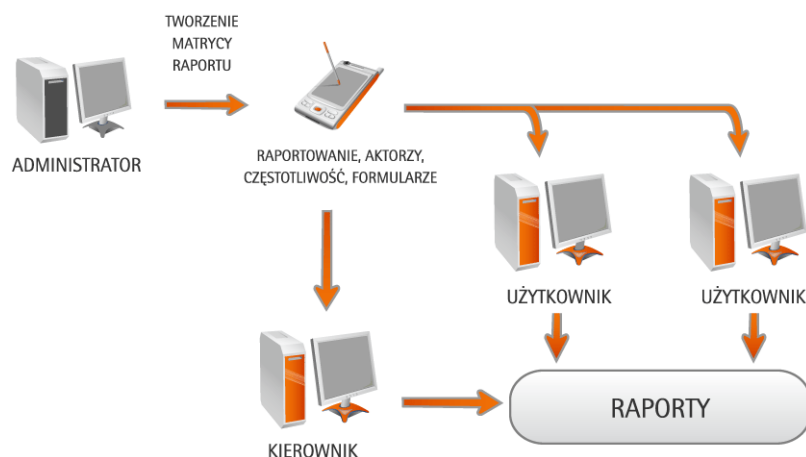 TWORZENIE
MATRYCY
RAPORTU
ADMINISTRATOR
RAPORTOWANIE, AKTORZY,
CZĘSTOTLIWOŚĆ, FORMULARZE
UŻYTKOWNIK
UŻYTKOWNIK
RAPORTY
KIEROWNIK